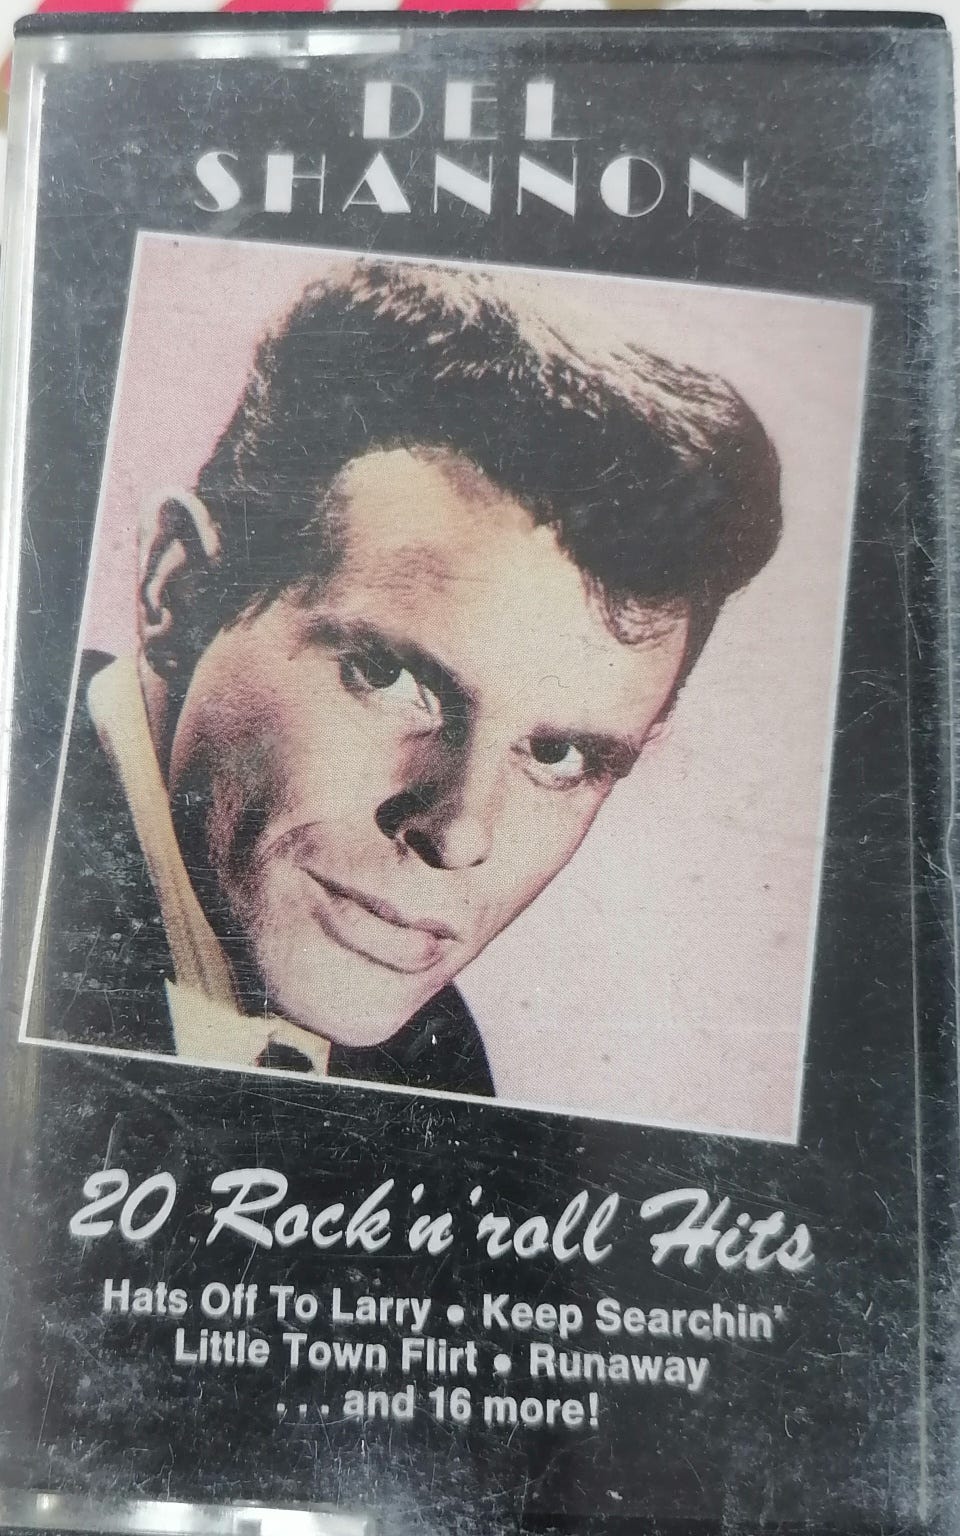 DEL
SHANNON
20 Rock'n'roll Hits
Hats Off To Larry • Keep Searchin'
Little Town Flirt • Runaway
...and 16 more!